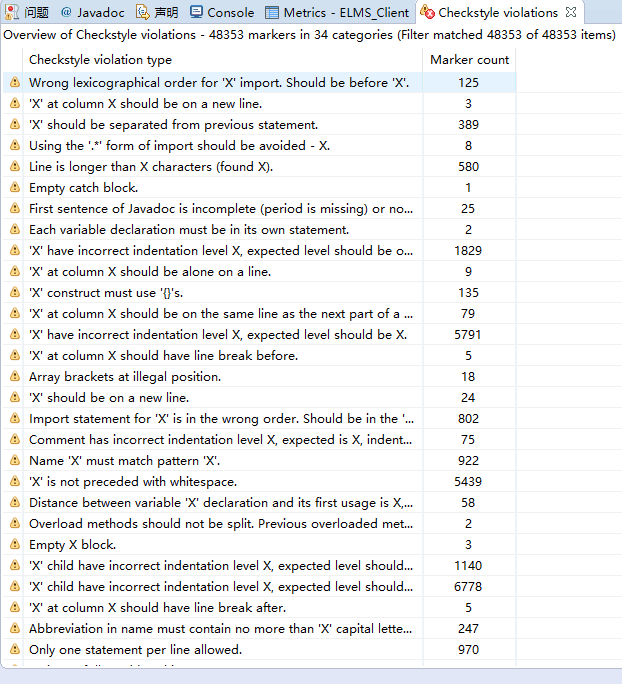 问题 @ Javadoc 声明 Console Metrics - ELMS_Client Checkstyle violations
Overview of Checkstyle violations - 48353 markers in 34 categories (Filter matched 48353 of 48353 items)
Checkstyle violation type Marker count
Wrong lexicographical order for 'X' import. Should be before 'X'. 125
'X' at column X should be on a new line. 3
'X' should be separated from previous statement. 389
Using the '.*' form of import should be avoided - X. 8
Line is longer than X characters (found X). 580
Empty catch block. 1
First sentence of Javadoc is incomplete (period is missing) or no... 25
Each variable declaration must be in its own statement. 2
'X' have incorrect indentation level X, expected level should be o... 1829
'X' at column X should be alone on a line. 9
'X' construct must use '{}'s. 135
'X' at column X should be on the same line as the next part of a ... 79
'X' have incorrect indentation level X, expected level should be X. 5791
'X' at column X should have line break before. 5
Array brackets at illegal position. 18
'X' should be on a new line. 24
Import statement for 'X' is in the wrong order. Should be in the '... 802
Comment has incorrect indentation level X, expected is X, indent... 75
Name 'X' must match pattern 'X'. 922
'X' is not preceded with whitespace. 5439
Distance between variable 'X' declaration and its first usage is X,... 58
Overload methods should not be split. Previous overloaded met... 2
Empty X block. 3
'X' child have incorrect indentation level X, expected level should... 1140
'X' child have incorrect indentation level X, expected level should... 6778
'X' at column X should have line break after. 5
Abbreviation in name must contain no more than 'X' capital lette... 247
Only one statement per line allowed. 970